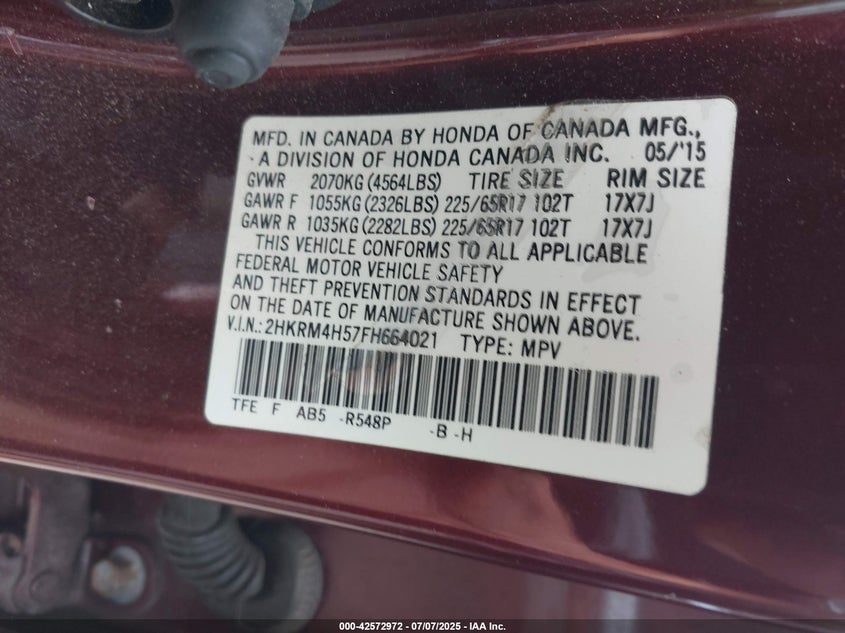 MFD. IN CANADA BY HONDA OF CANADA MFG.,
A DIVISION OF HONDA CANADA INC. 05/'15
GVWR 2070KG (4564LBS) TIRE SIZE RIM SIZE
GAWR F 1055KG (2326LBS) 225/65R17 102T 17X7J
GAWR R 1035KG (2282LBS) 225/65R17 102T 17X7J
THIS VEHICLE CONFORMS TO ALL APPLICABLE
FEDERAL MOTOR VEHICLE SAFETY
AND THEFT PREVENTION STANDARDS IN EFFECT
ON THE DATE OF MANUFACTURE SHOWN ABOVE.
V.I.N.: 2HKRM4H57FH664021 TYPE: MPV
TFE F AB5 -R548P -B -H
000-42572972 - 07/07/2025 - IAA Inc.